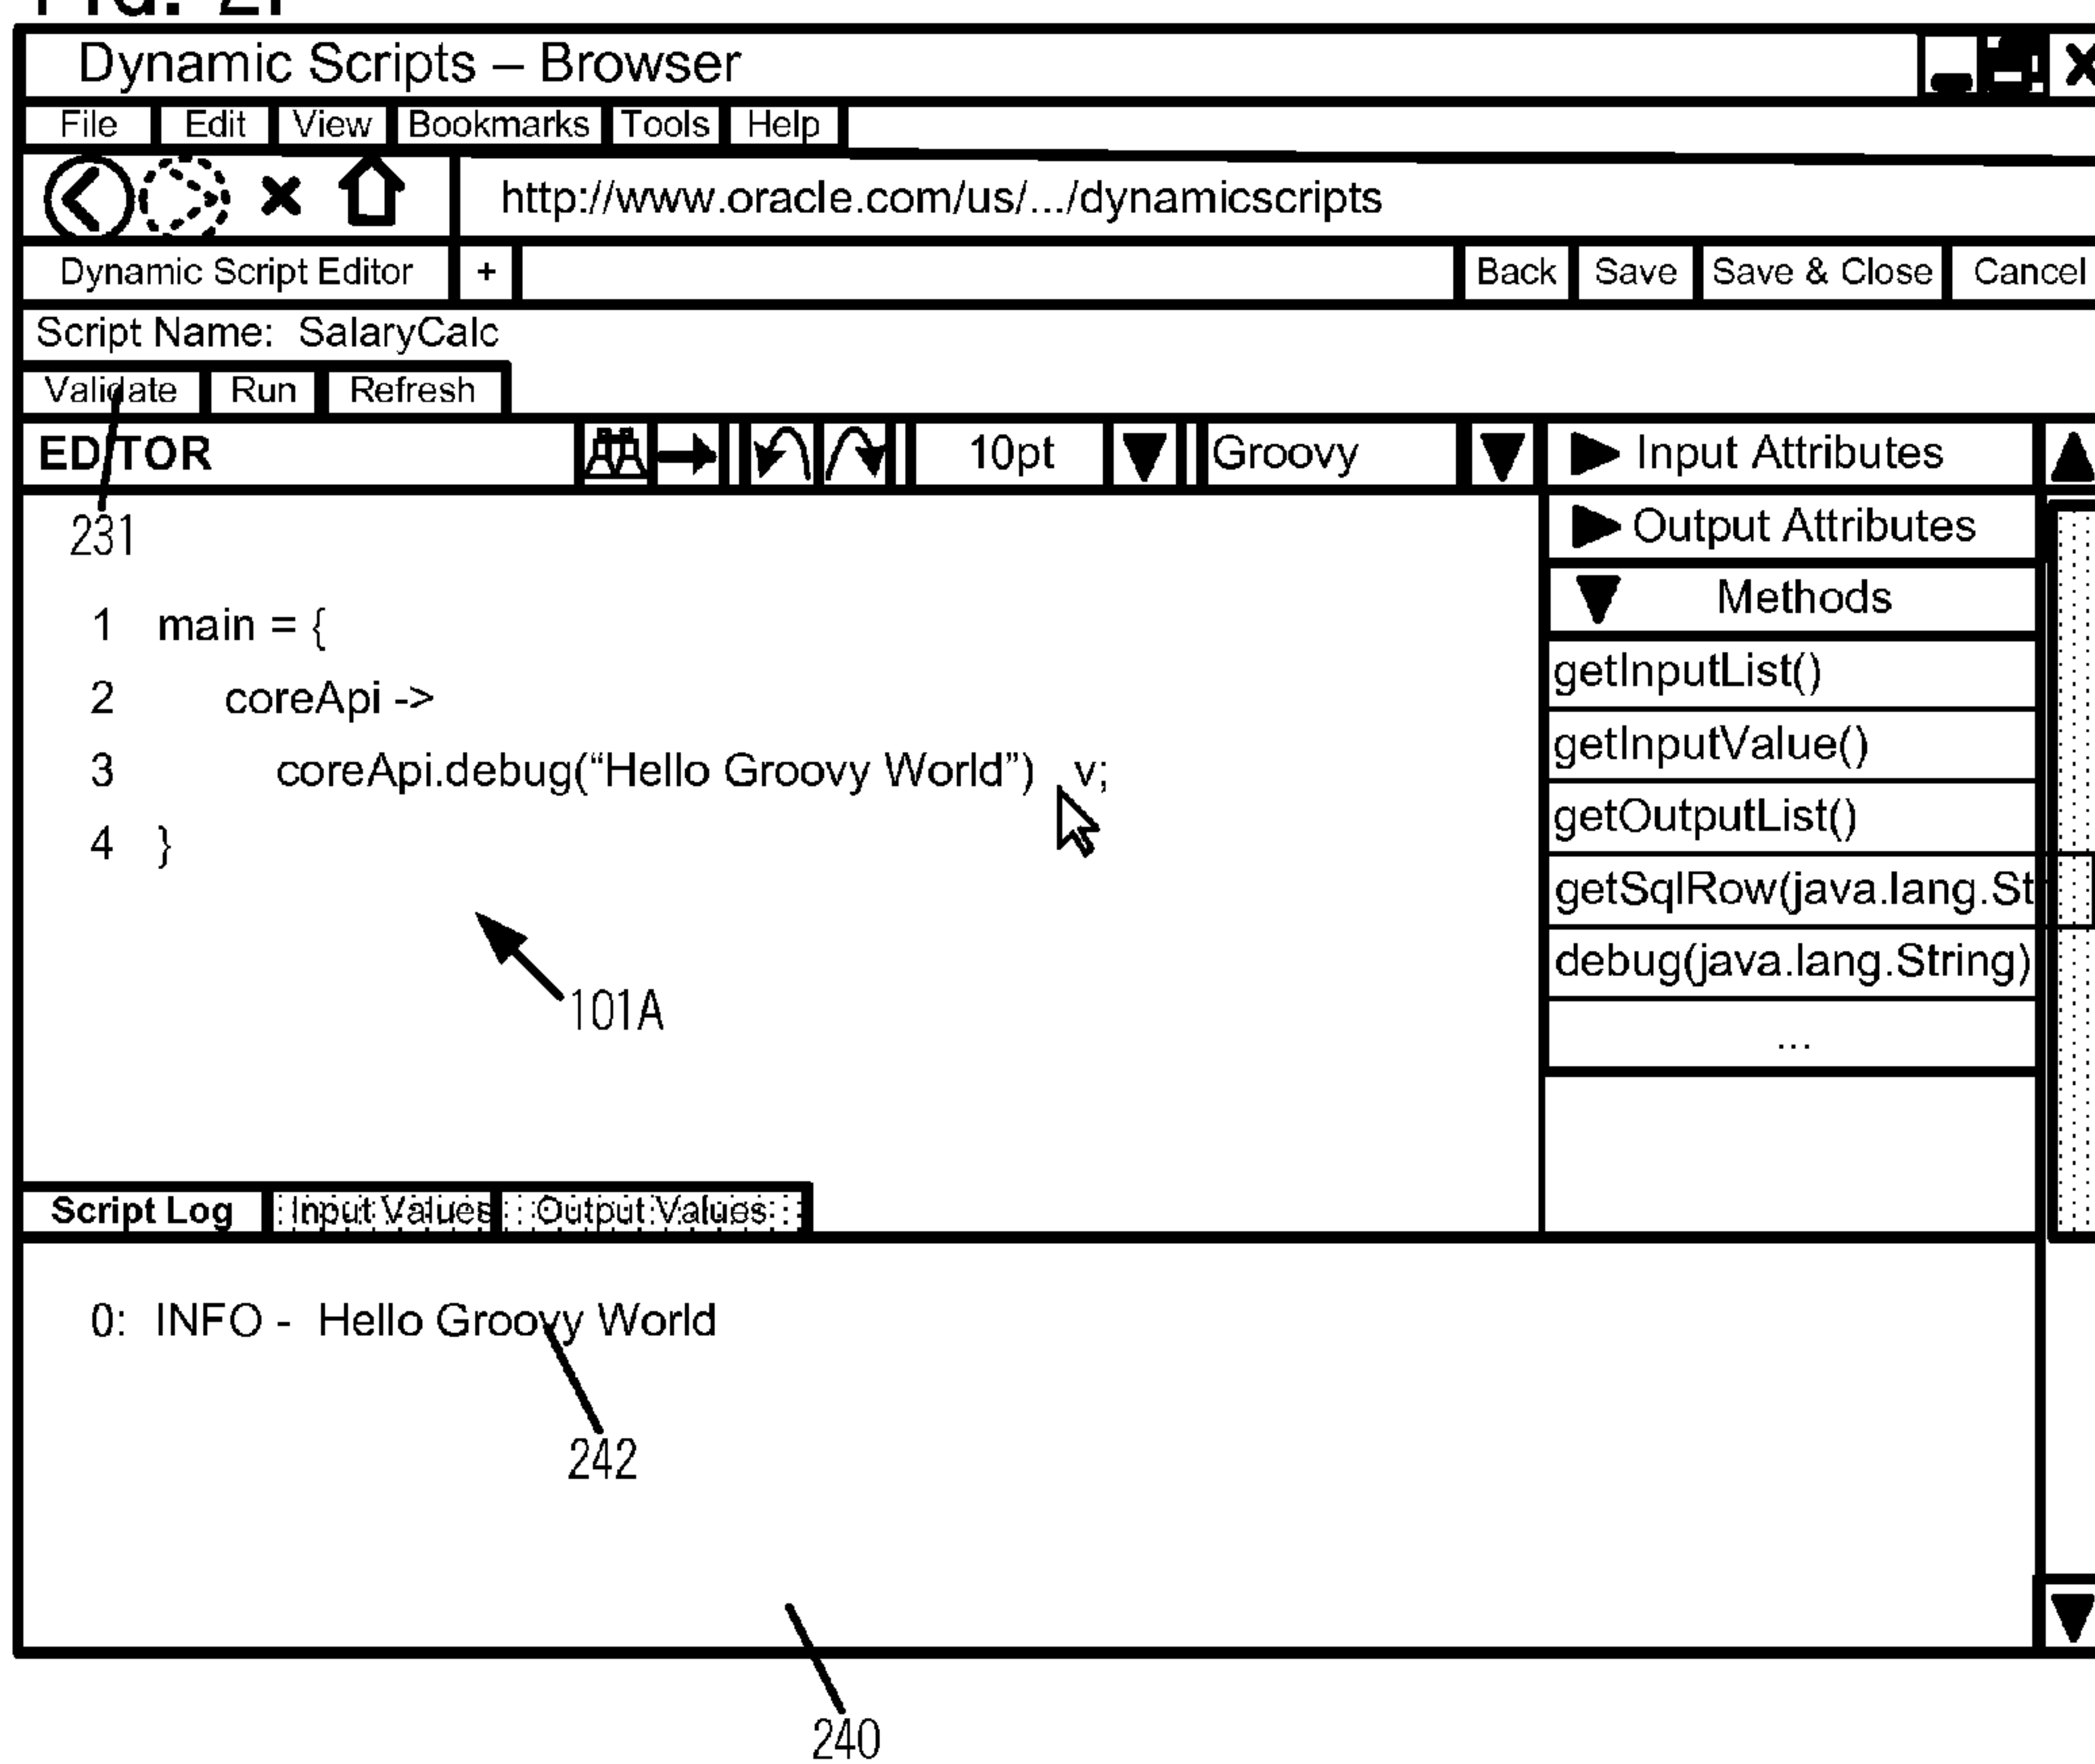 Dynamic Scripts – Browser
File Edit View Bookmarks Tools Help
http://www.oracle.com/us/.../dynamicscripts
Dynamic Script Editor + Back Save Save & Close Cancel
Script Name: SalaryCalc
Validate Run Refresh
EDITOR 10pt Groovy Input Attributes
231
Output Attributes
Methods
1 main = {
2 coreApi ->
3 coreApi.debug(“Hello Groovy World”) v;
4 }
getInputList()
getInputValue()
getOutputList()
getSqlRow(java.lang.St
debug(java.lang.String)
...
101A
Script Log Input Values Output Values
0: INFO - Hello Groovy World
242
240